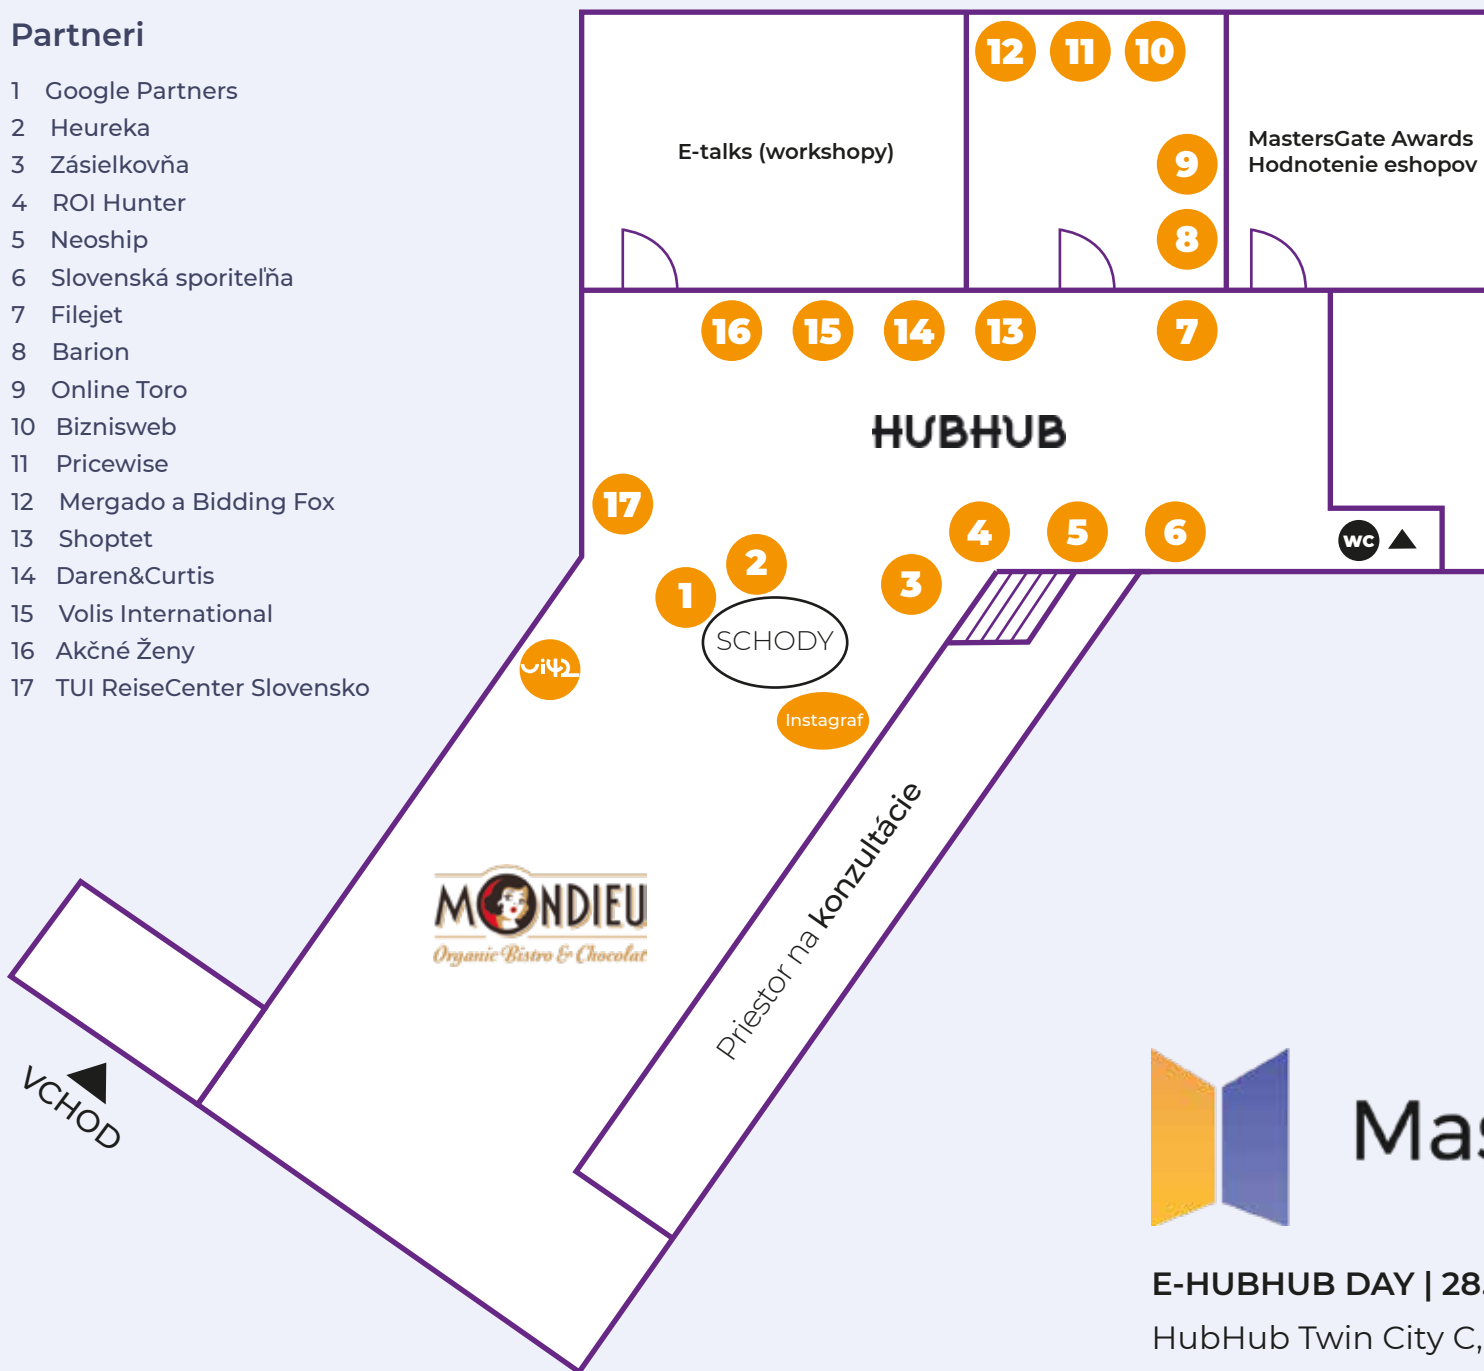 Partneri
1 Google Partners
2 Heureka
3 Zásielkovňa
4 ROI Hunter
5 Neoship
6 Slovenská sporiteľňa
7 Filejet
8 Barion
9 Online Toro
10 Biznisweb
11 Pricewise
12 Mergado a Bidding Fox
13 Shoptet
14 Daren&Curtis
15 Volis International
16 Akčné Ženy
17 TUI ReiseCenter Slovensko
12 11 10
E-talks (workshopy)
MastersGate Awards
Hodnotenie eshopov
9
8
16 15 14 13 7
HUBHUB
17
4 5 6
WC
2
1
3
SCHODY
ui42
Instagraf
Priestor na konzultácie
MONDIEU
Organic Bistro & Chocolat
VCHOD
Mas
E-HUBHUB DAY | 28.
HubHub Twin City C,